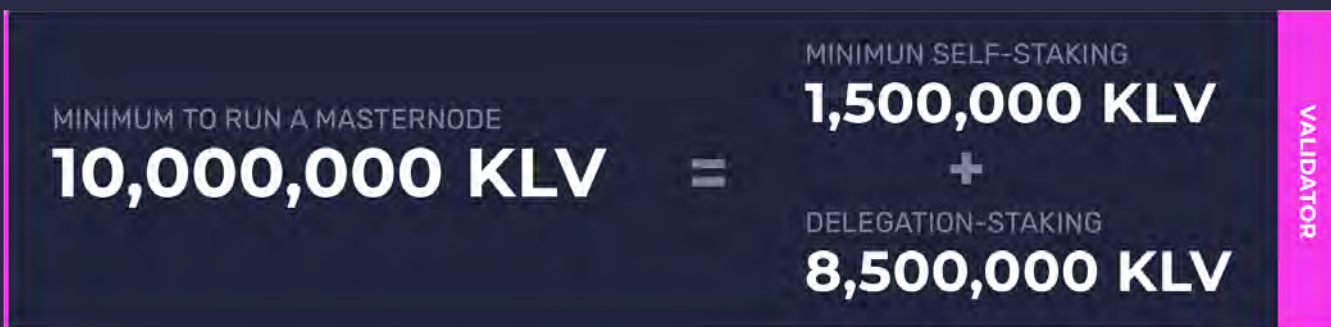 MINIMUM TO RUN A MASTERNODE
10,000,000 KLV
=
MINIMUN SELF-STAKING
1,500,000 KLV
+
DELEGATION-STAKING
8,500,000 KLV
VALIDATOR